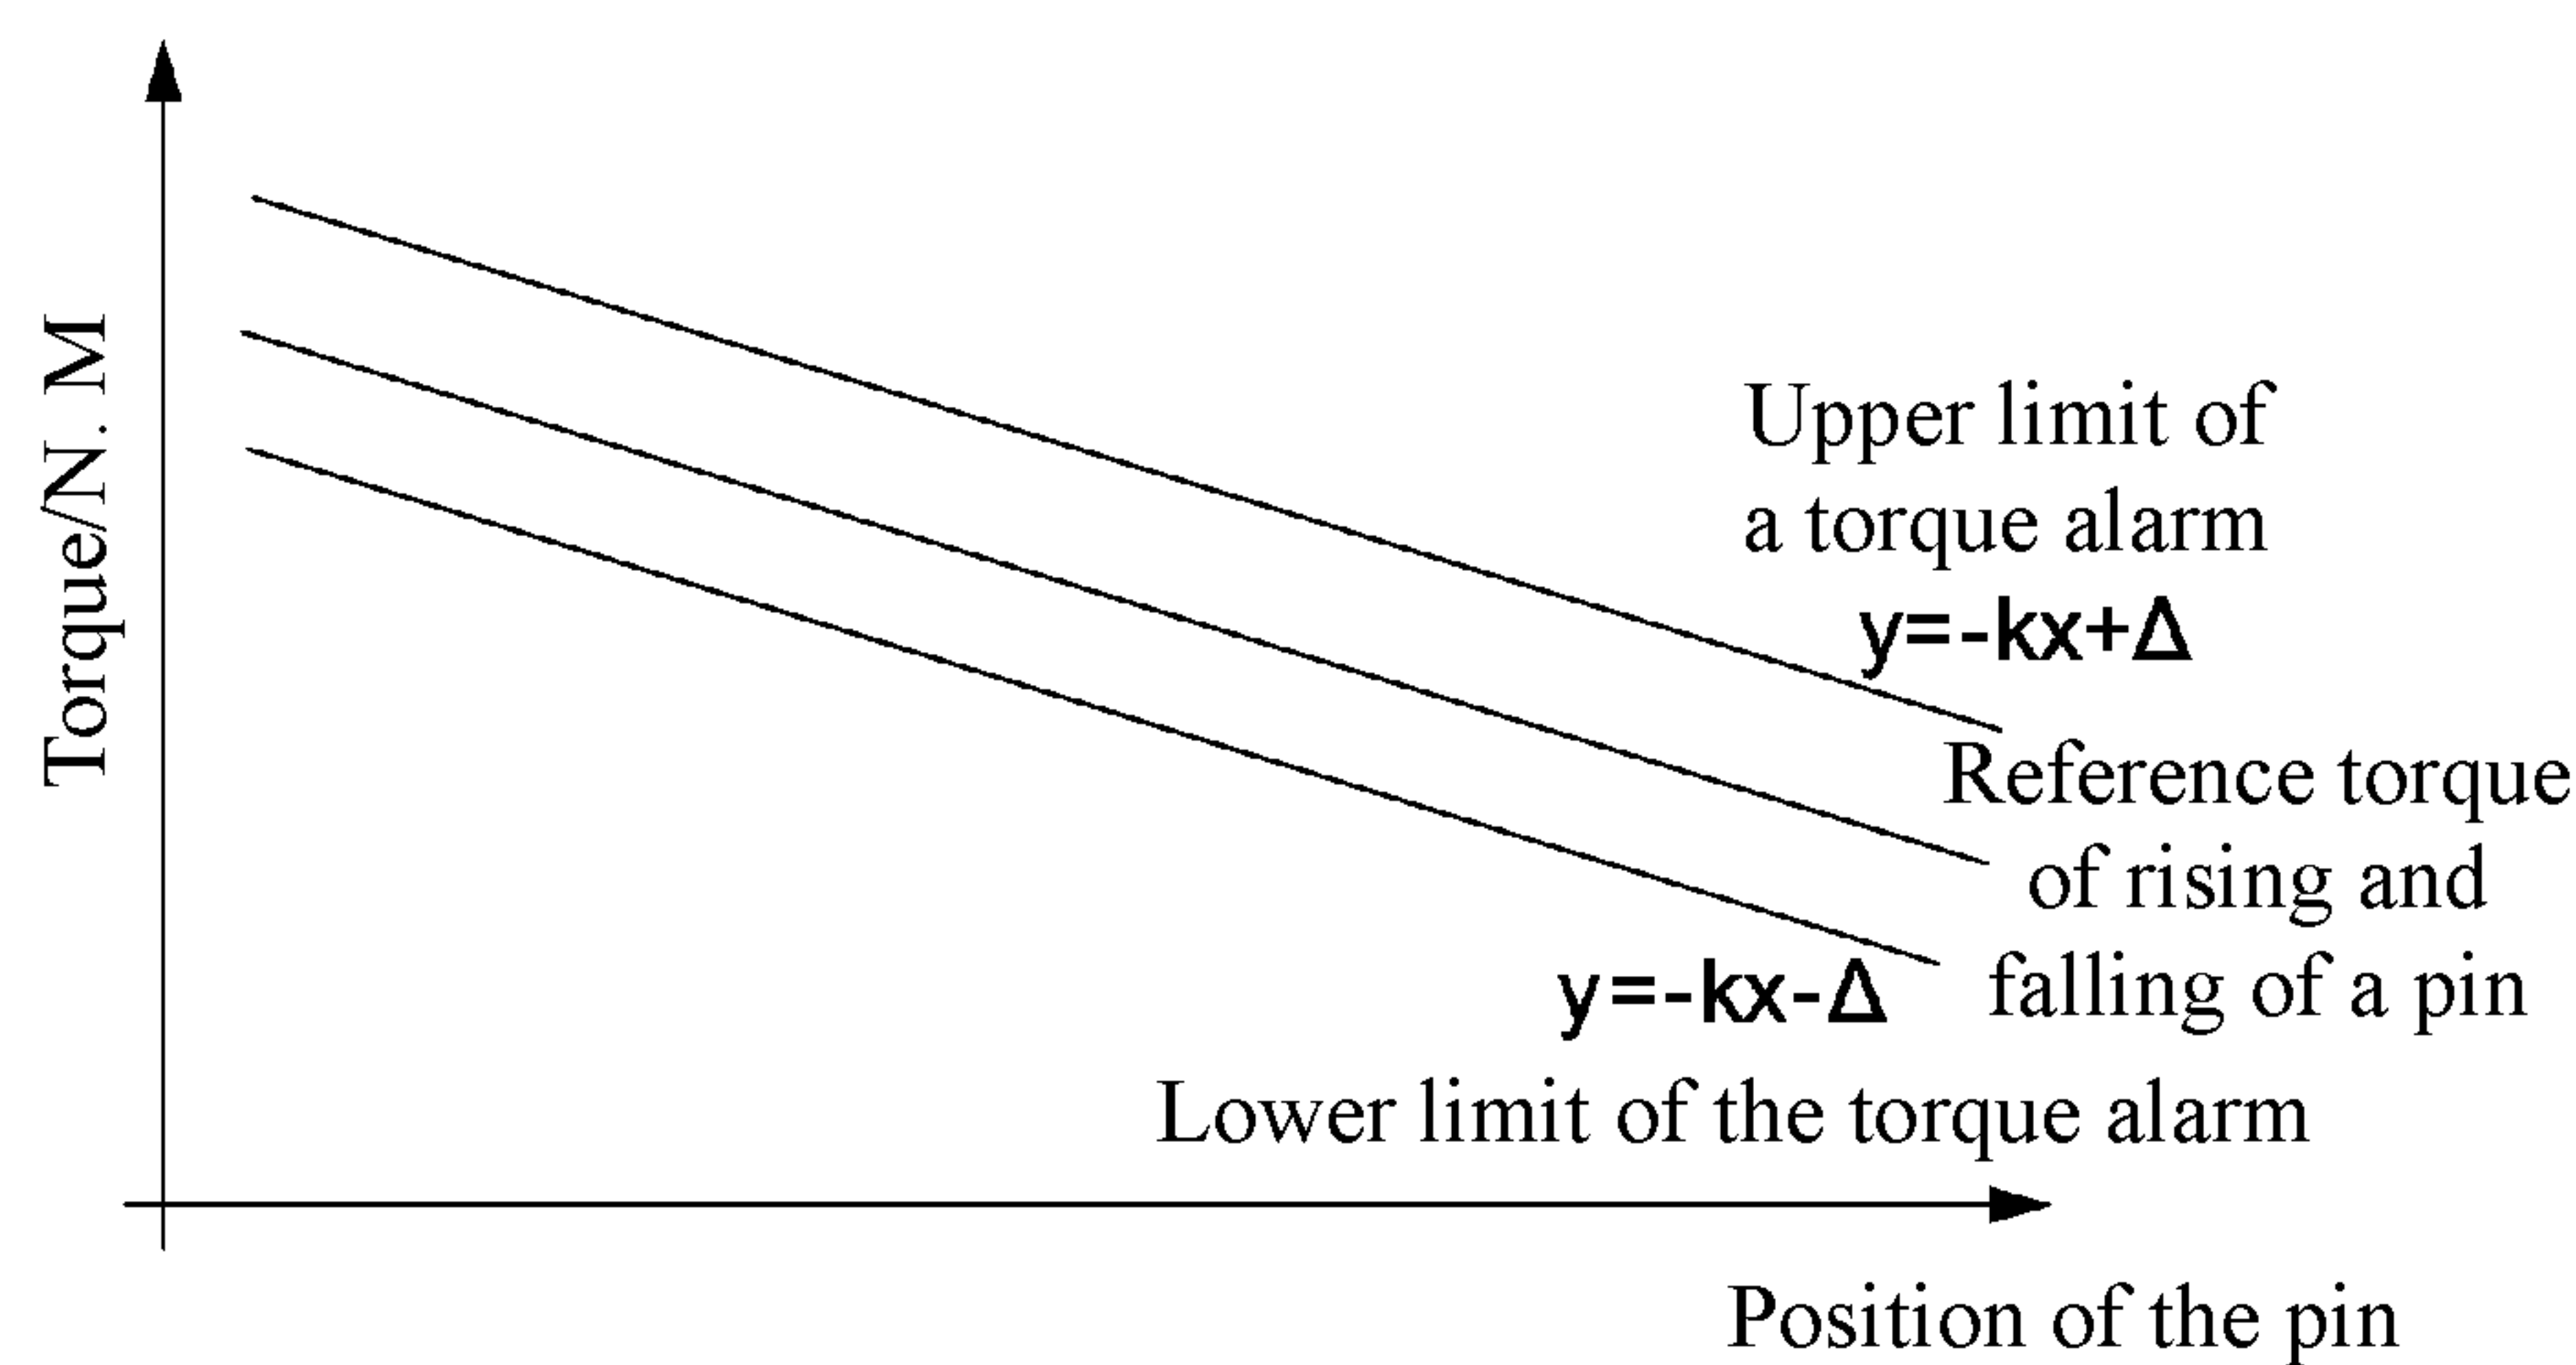 Torque/N. M
Upper limit of
a torque alarm
y=-kx+Δ
Reference torque
of rising and
falling of a pin
y=-kx-Δ
Lower limit of the torque alarm
Position of the pin